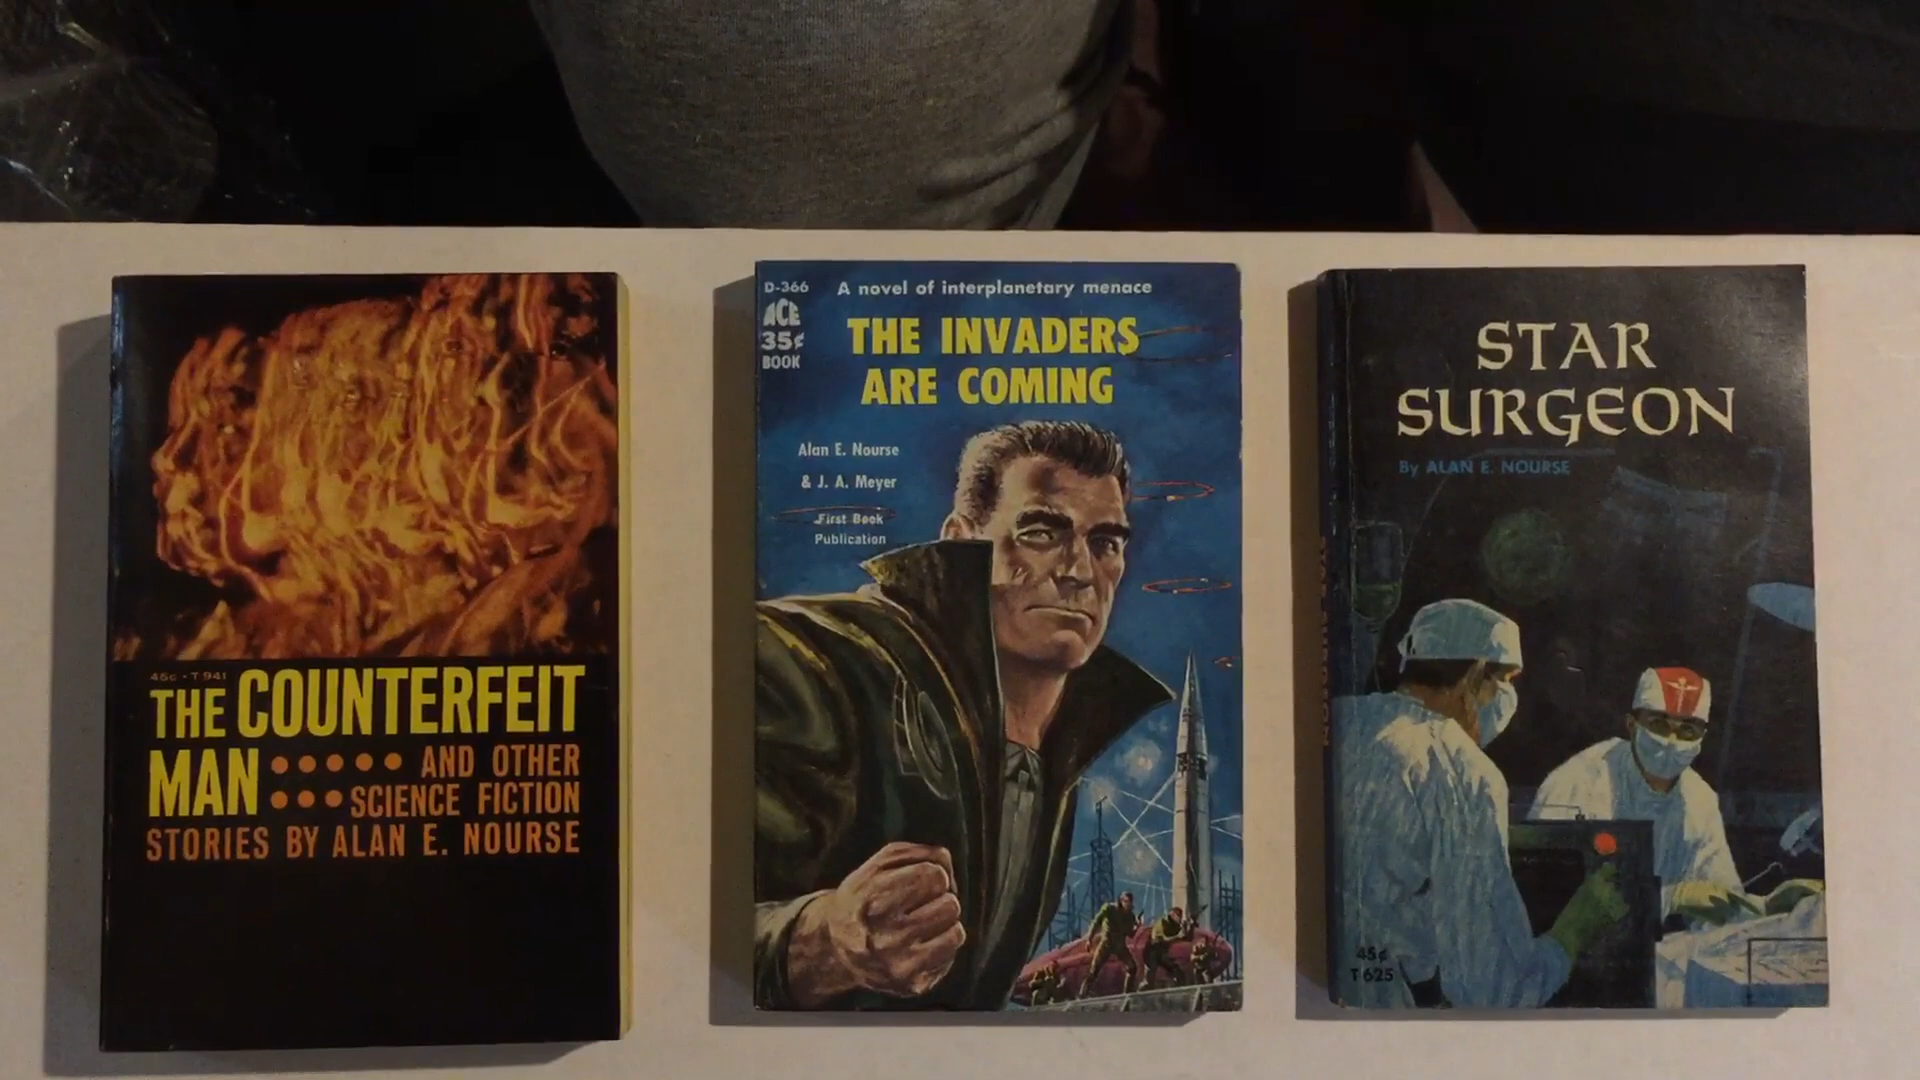 45c • T 941
THE COUNTERFEIT
MAN AND OTHER
SCIENCE FICTION
STORIES BY ALAN E. NOURSE
D-366
ACE
35¢
BOOK
A novel of interplanetary menace
THE INVADERS
ARE COMING
Alan E. Nourse
& J. A. Meyer
First Book
Publication
STAR
SURGEON
By ALAN E. NOURSE
45¢
T 625